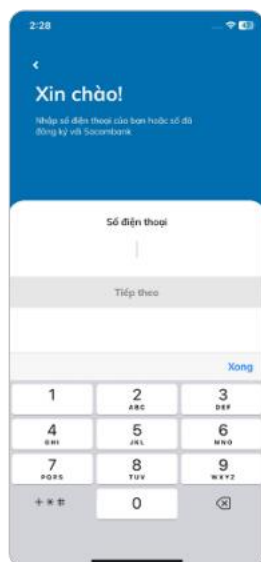 2:28
Xin chào!
Nhập số điện thoại của bạn hoặc số đã
đăng ký với Sacombank
Số điện thoại
Tiếp theo
Xong
1
2
3
ABC
DEF
4
5
6
GHI
JKL
MNO
7
8
9
PQRS
TUV
WXYZ
+ * #
0